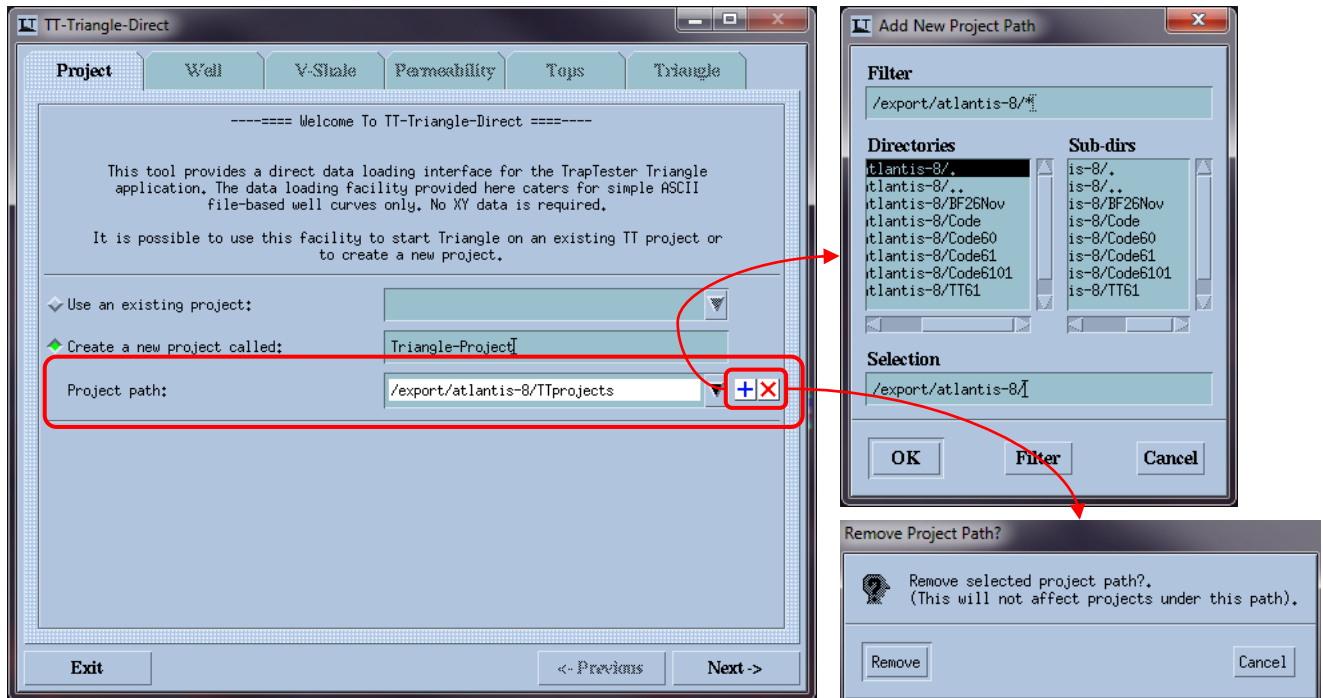 TT-Triangle-Direct
Project Well V-Shale Permeability Tops Triangle
----==== Welcome To TT-Triangle-Direct ====----
This tool provides a direct data loading interface for the TrapTester Triangle
application. The data loading facility provided here caters for simple ASCII
file-based well curves only. No XY data is required.
It is possible to use this facility to start Triangle on an existing TT project or
to create a new project.
Use an existing project:
Create a new project called: Triangle-Project
Project path: /export/atlantis-8/TTprojects
Exit <- Previous Next ->
Add New Project Path
Filter
/export/atlantis-8/*
Directories
tlantis-8/.
tlantis-8/..
tlantis-8/BF26Nov
tlantis-8/Code
tlantis-8/Code60
tlantis-8/Code61
tlantis-8/Code6101
tlantis-8/TT61
Sub-dirs
is-8/.
is-8/..
is-8/BF26Nov
is-8/Code
is-8/Code60
is-8/Code61
is-8/Code6101
is-8/TT61
Selection
/export/atlantis-8/
OK Filter Cancel
Remove Project Path?
Remove selected project path?.
(This will not affect projects under this path).
Remove Cancel